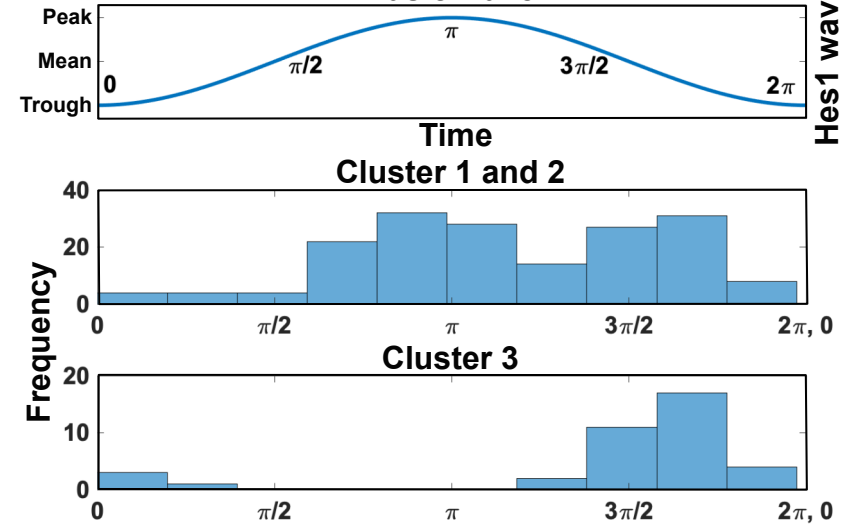 Peak
Mean
Trough
0
π/2
π
3π/2
2π
Hes1 wav
Time
Cluster 1 and 2
40
20
0
0
π/2
π
3π/2
2π, 0
Frequency
Cluster 3
20
10
0
0
π/2
π
3π/2
2π, 0